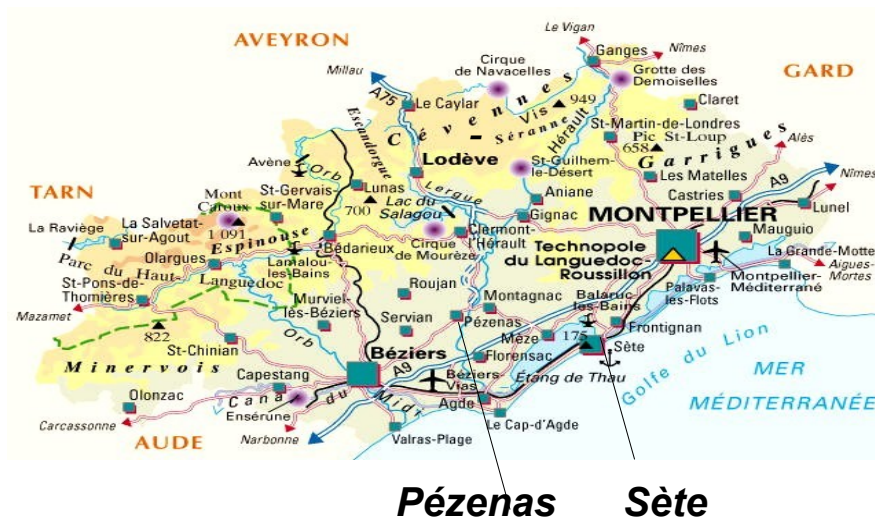 Le Vigan
AVEYRON
Ganges
Nîmes
Cirque
de Navacelles
Millau
Grotte des
Demoiselles
GARD
A75
Le Caylar
Vis 949
Claret
Cévennes
Séranne
Hérault
St-Martin-de-Londres
Pic St-Loup
658
Alès
Escandorgue
Garrigues
Avène
Orb
Lodève
St-Guilhem-
le-Désert
Les Matelles
A9
Nîmes
TARN
Mont
Caroux
St-Gervais-
sur-Mare
Lunas
700
Lergue
Lac du
Salagou
Aniane
Castries
La Salvetat-
sur-Agout
1 091
Gignac
MONTPELLIER
Lunel
La Raviège
Espinouse
Clermont-
l'Hérault
Mauguio
Olargues
Bédarieux
Cirque
de Mourèze
Technopole
du Languedoc-
Roussillon
La Grande-Motte
Parc du Haut-
Languedoc
Lamalou-
les-Bains
Aigues-
Mortes
St-Pons-de-
Thomières
Roujan
Montpellier-
Méditerrané
Murviel-
lès-Béziers
Montagnac
Balaruc-
les-Bains
Palavas-
les-Flots
Mazamet
Servian
Pézenas
Frontignan
822
Orb
Mèze
175
St-Chinian
Béziers
Florensac
Sète
Golfe du Lion
Minervois
A9
Étang de Thau
MER
MÉDITERRANÉE
Capestang
Béziers
Vias
Olonzac
Canal du Midi
Agde
Ensérune
Le Cap-d'Agde
Carcassonne
AUDE
Narbonne
Valras-Plage
Pézenas Sète